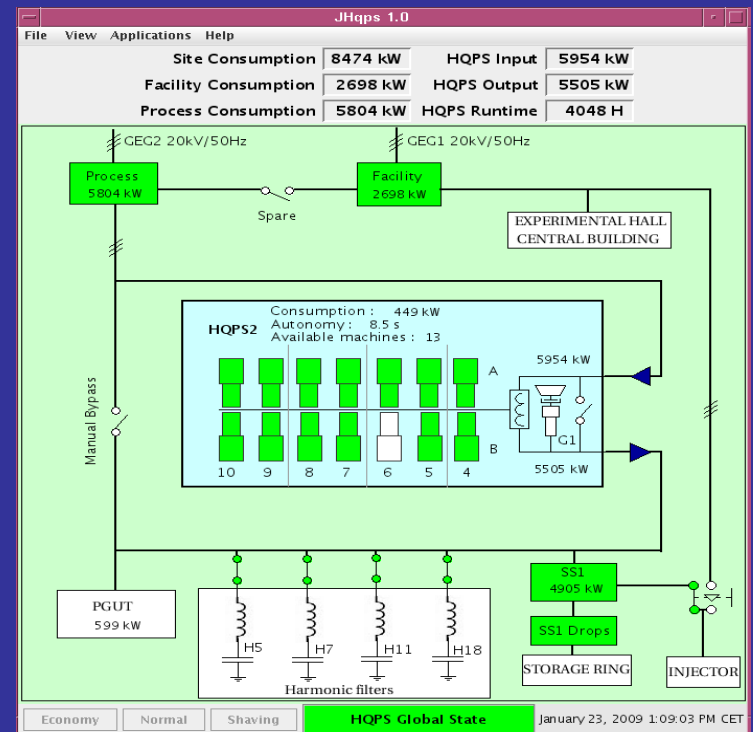 JHqps 1.0
File View Applications Help
Site Consumption 8474 kW HQPS Input 5954 kW
Facility Consumption 2698 kW HQPS Output 5505 kW
Process Consumption 5804 kW HQPS Runtime 4048 H
GEG2 20kV/50Hz GEG1 20kV/50Hz
Process
5804 kW
Facility
2698 kW
Spare
EXPERIMENTAL HALL
CENTRAL BUILDING
HQPS2
Consumption : 449 kW
Autonomy : 8.5 s
Available machines : 13
A
B
10 9 8 7 6 5 4
5954 kW
G1
5505 kW
Manual Bypass
PGUT
599 kW
H5 H7 H11 H18
Harmonic filters
SS1
4905 kW
SS1 Drops
STORAGE RING
INJECTOR
Economy Normal Shaving HQPS Global State January 23, 2009 1:09:03 PM CET